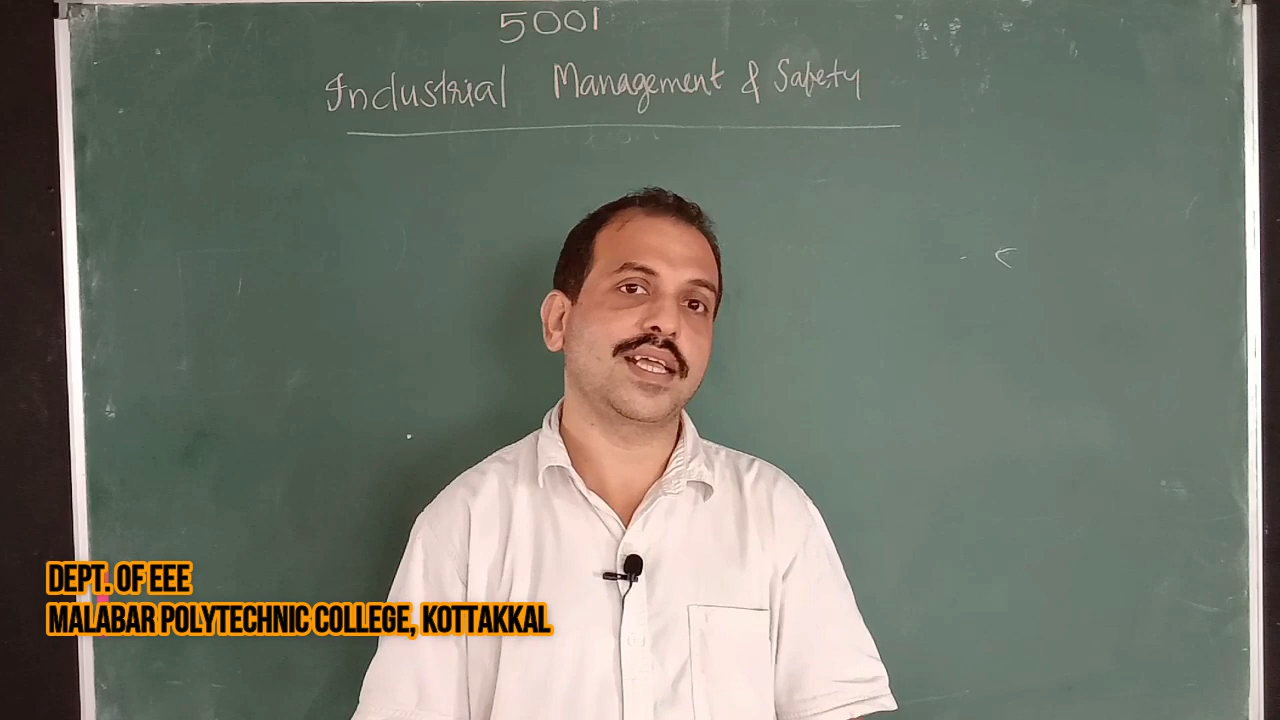 5001
Industrial Management & Safety
DEPT. OF EEE
MALABAR POLYTECHNIC COLLEGE, KOTTAKKAL